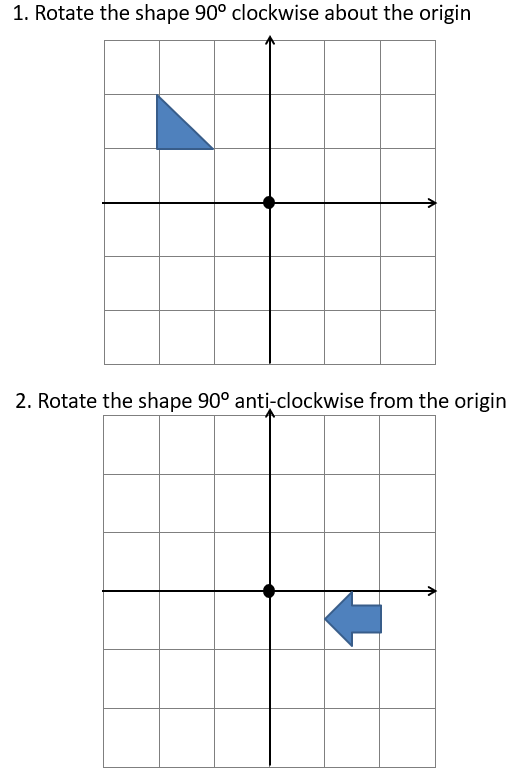 1. Rotate the shape 90º clockwise about the origin
2. Rotate the shape 90º anti-clockwise from the origin